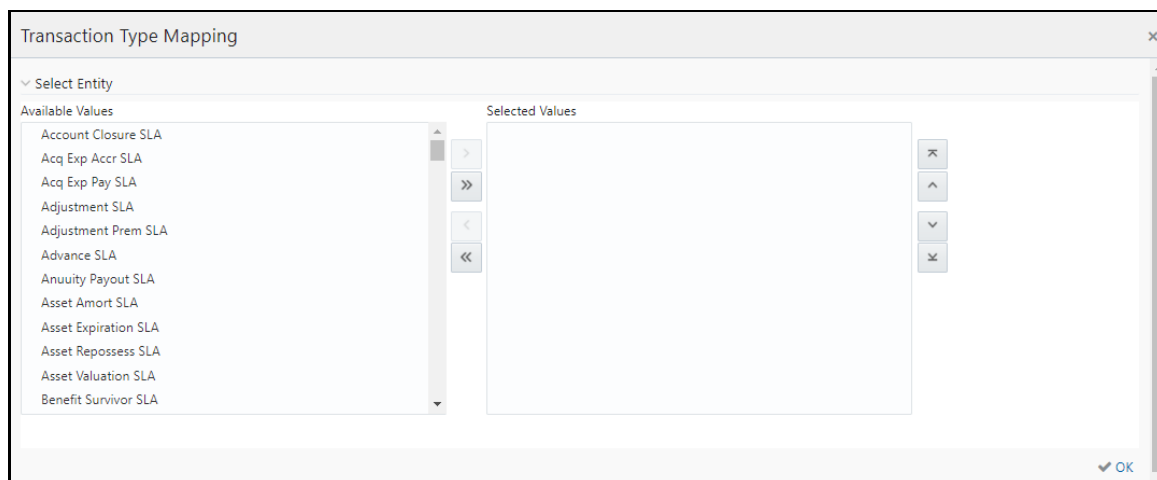 Transaction Type Mapping
Select Entity
Available Values
Selected Values
Account Closure SLA
Acq Exp Accr SLA
Acq Exp Pay SLA
Adjustment SLA
Adjustment Prem SLA
Advance SLA
Anuuity Payout SLA
Asset Amort SLA
Asset Expiration SLA
Asset Repossess SLA
Asset Valuation SLA
Benefit Survivor SLA
OK